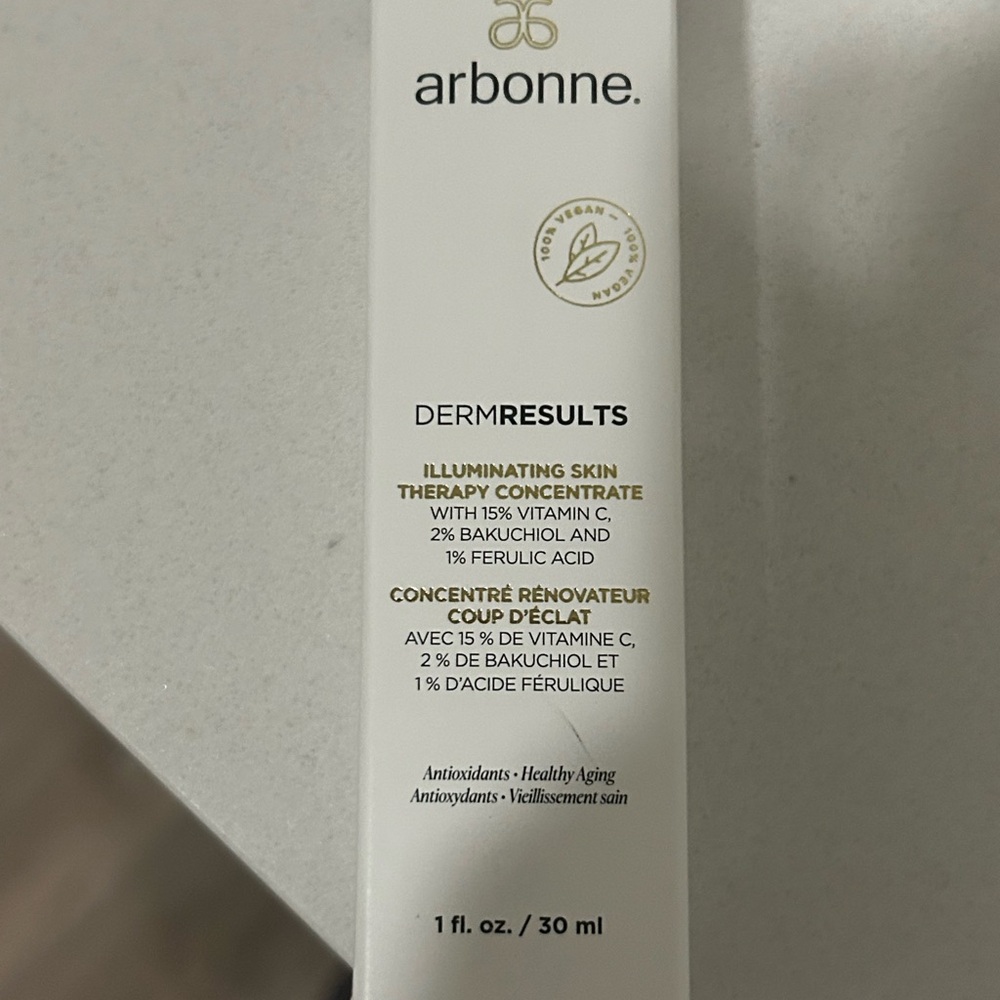 arbonne.
100% VEGAN – 100% VEGAN
DERMRESULTS
ILLUMINATING SKIN
THERAPY CONCENTRATE
WITH 15% VITAMIN C,
2% BAKUCHIOL AND
1% FERULIC ACID
CONCENTRÉ RÉNOVATEUR
COUP D'ÉCLAT
AVEC 15 % DE VITAMINE C,
2 % DE BAKUCHIOL ET
1 % D'ACIDE FÉRULIQUE
Antioxidants • Healthy Aging
Antioxydants • Vieillissement sain
1 fl. oz. / 30 ml